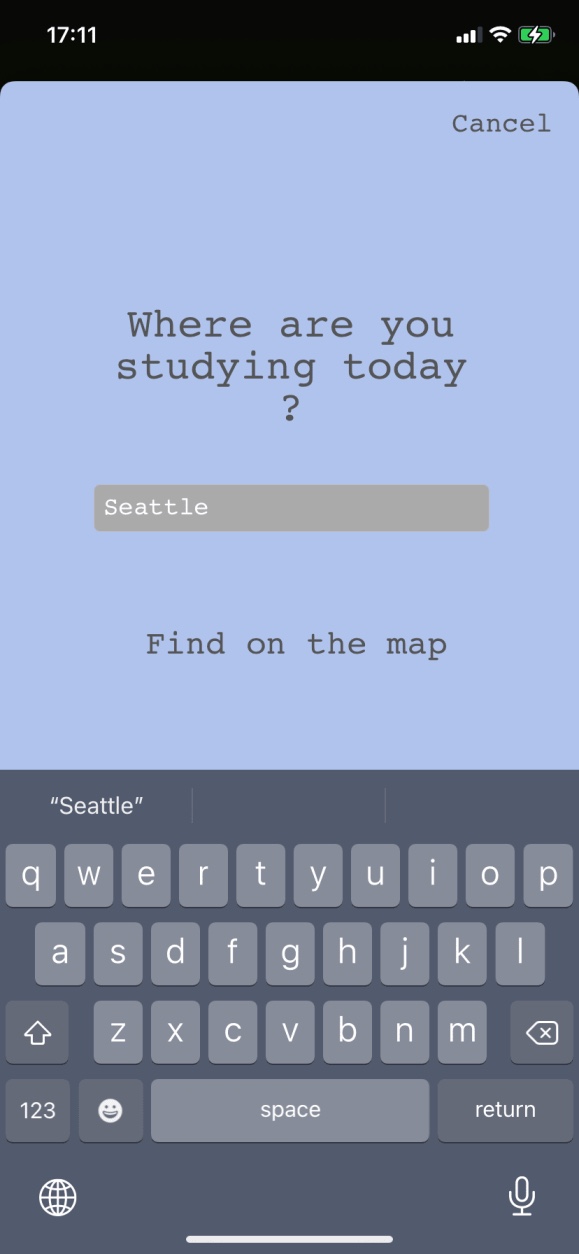 17:11
Cancel
Where are you
studying today
?
Seattle
Find on the map
“Seattle”
q w e r t y u i o p
a s d f g h j k l
z x c v b n m
123 space return